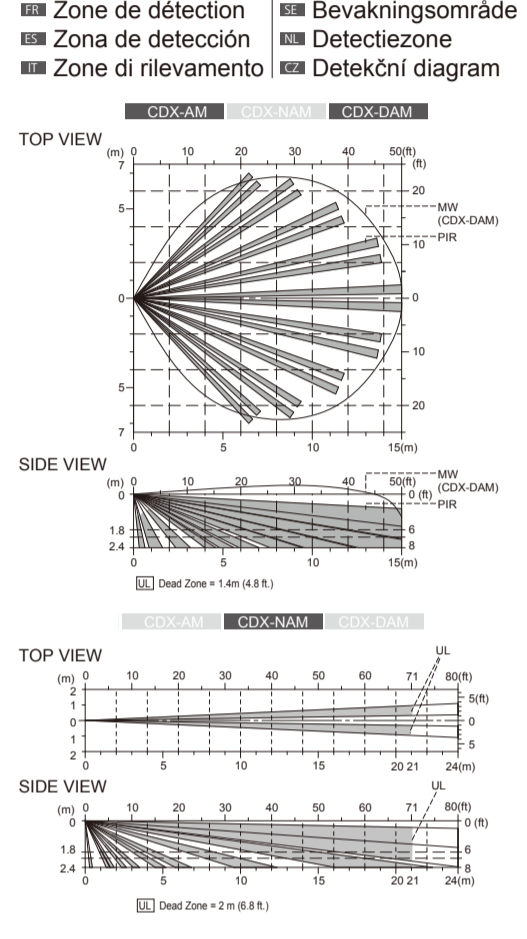 FR Zone de détection
ES Zona de detección
IT Zone di rilevamento
SE Bevakningsområde
NL Detectiezone
CZ Detekční diagram
CDX-AM CDX-NAM CDX-DAM
TOP VIEW
(m) 0 10 20 30 40 50(ft)
7 (ft)
20
5 MW
(CDX-DAM)
10 PIR
0 0
10
5
20
7
0 5 10 15(m)
SIDE VIEW
(m) 0 10 20 30 40 50(ft) MW
(CDX-DAM)
0 0 (ft)
PIR
1.8 6
2.4 8
0 5 10 15(m)
UL Dead Zone = 1.4m (4.8 ft.)
CDX-AM CDX-NAM CDX-DAM
TOP VIEW UL
(m) 0 10 20 30 40 50 60 71 80(ft)
2
1 5(ft)
0 0
1
5
2
0 5 10 15 20 21 24(m)
SIDE VIEW UL
(m) 0 10 20 30 40 50 60 71 80(ft)
0 0 (ft)
1.8 6
2.4 8
0 5 10 15 20 21 24(m)
UL Dead Zone = 2 m (6.8 ft.)